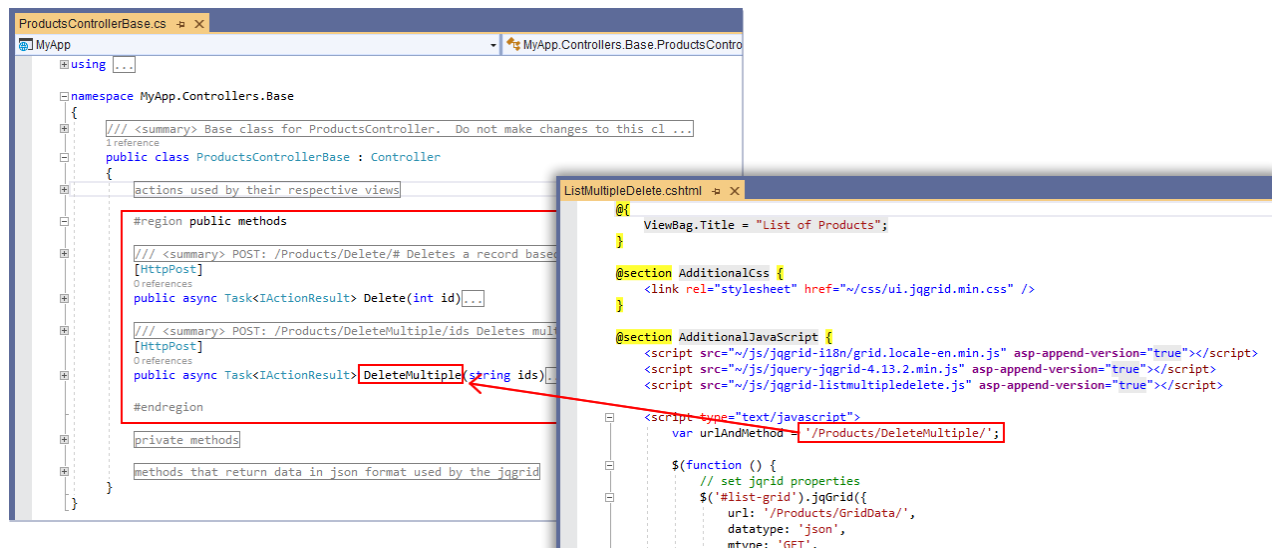 ProductsControllerBase.cs
MyApp
MyApp.Controllers.Base.ProductsContro
using ...
namespace MyApp.Controllers.Base
{
/// <summary> Base class for ProductsController.  Do not make changes to this cl ...
1 reference
public class ProductsControllerBase : Controller
{
actions used by their respective views
#region public methods
/// <summary> POST: /Products/Delete/# Deletes a record base
[HttpPost]
0 references
public async Task<IActionResult> Delete(int id)...
/// <summary> POST: /Products/DeleteMultiple/ids Deletes mul
[HttpPost]
0 references
public async Task<IActionResult> DeleteMultiple(string ids)..
#endregion
private methods
methods that return data in json format used by the jqgrid
}
}
ListMultipleDelete.cshtml
@{
ViewBag.Title = "List of Products";
}
@section AdditionalCss {
<link rel="stylesheet" href="~/css/ui.jqgrid.min.css" />
}
@section AdditionalJavaScript {
<script src="~/js/jqgrid-i18n/grid.locale-en.min.js" asp-append-version="true"></script>
<script src="~/js/jquery-jqgrid-4.13.2.min.js" asp-append-version="true"></script>
<script src="~/js/jqgrid-listmultipledelete.js" asp-append-version="true"></script>
<script type="text/javascript">
var urlAndMethod = '/Products/DeleteMultiple/';
$(function () {
// set jqrid properties
$('#list-grid').jqGrid({
url: '/Products/GridData/',
datatype: 'json',
mtype: 'GET',